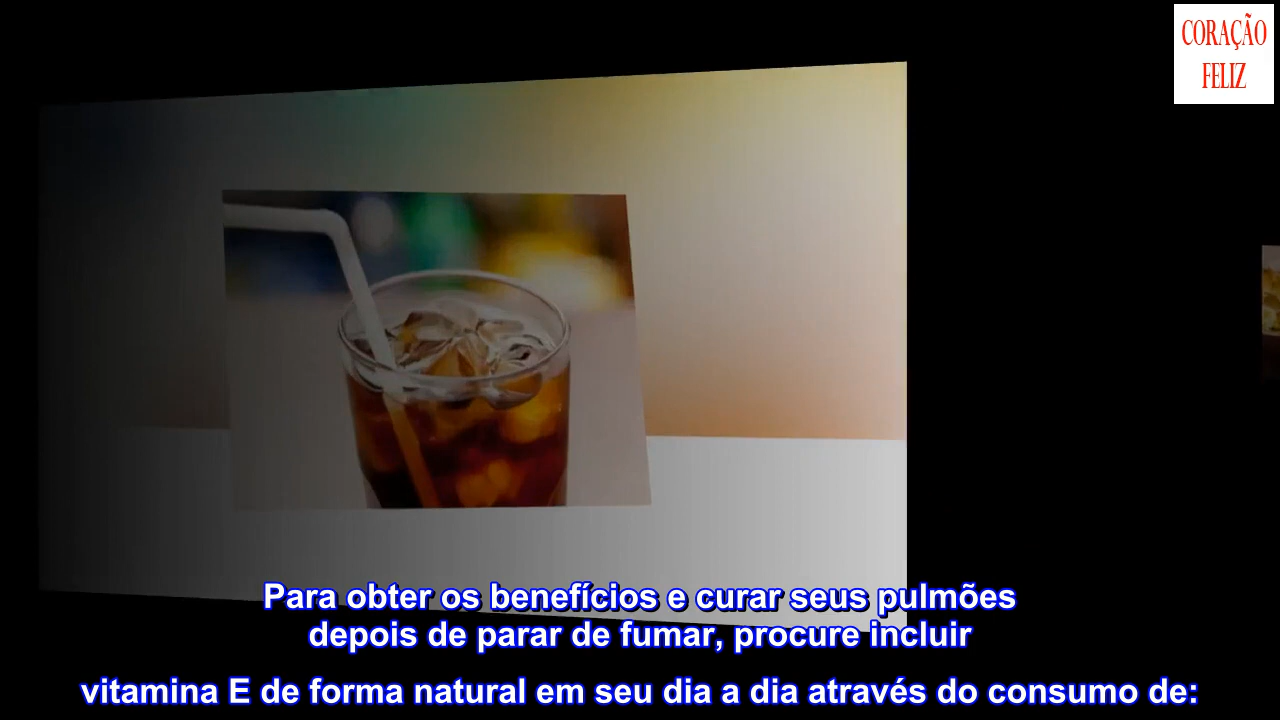 CORAÇÃO
FELIZ
Para obter os benefícios e curar seus pulmões
depois de parar de fumar, procure incluir
vitamina E de forma natural em seu dia a dia através do consumo de: